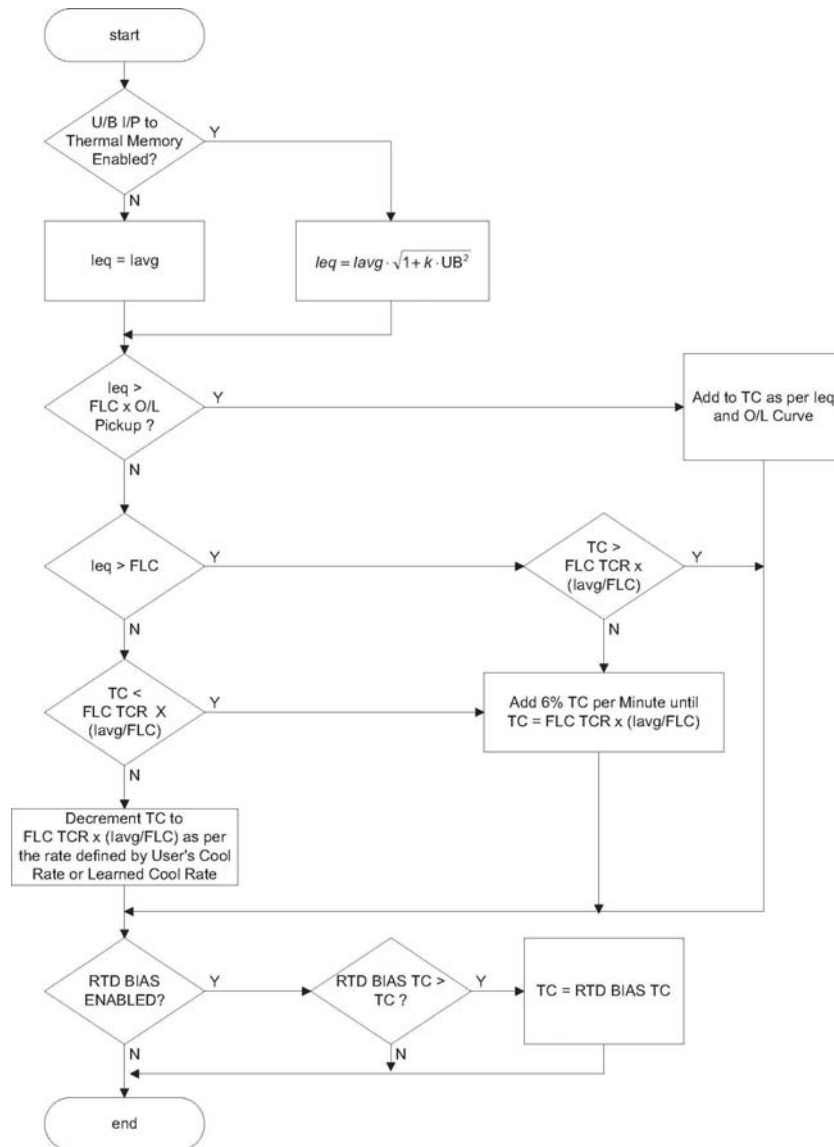 start
U/B I/P to
Thermal Memory
Enabled?
Y
N
Ieq = Iavg
Ieq = Iavg · √1 + k · UB²
Ieq >
FLC x O/L
Pickup ?
Y
Add to TC as per Ieq
and O/L Curve
N
Ieq > FLC
Y
TC >
FLC TCR x
(Iavg/FLC)
Y
N
N
TC <
FLC TCR X
(Iavg/FLC)
Y
Add 6% TC per Minute until
TC = FLC TCR x (Iavg/FLC)
N
Decrement TC to
FLC TCR x (Iavg/FLC) as per
the rate defined by User's Cool
Rate or Learned Cool Rate
RTD BIAS
ENABLED?
Y
RTD BIAS TC >
TC ?
Y
TC = RTD BIAS TC
N
N
end